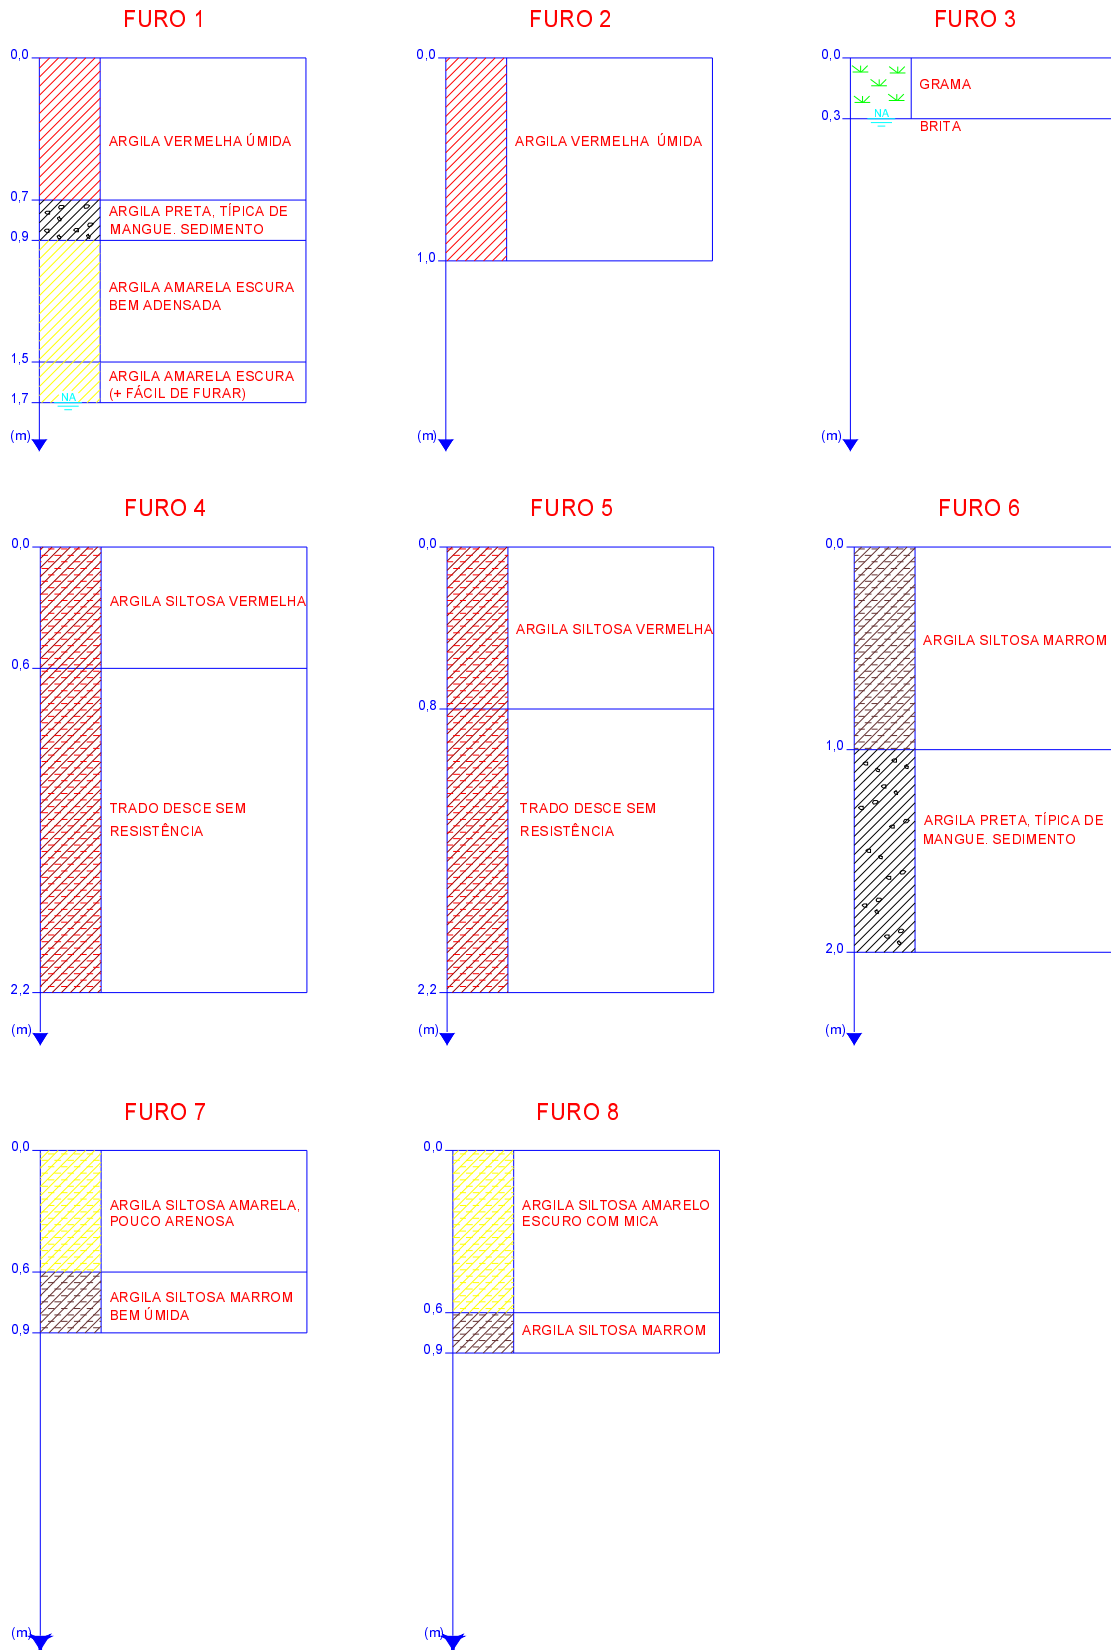 FURO 1
0,0
ARGILA VERMELHA ÚMIDA
0,7
ARGILA PRETA, TÍPICA DE
MANGUE. SEDIMENTO
0,9
ARGILA AMARELA ESCURA
BEM ADENSADA
1,5
ARGILA AMARELA ESCURA
(+ FÁCIL DE FURAR)
NA
1,7
(m)
FURO 2
0,0
ARGILA VERMELHA ÚMIDA
1,0
(m)
FURO 3
0,0
GRAMA
NA
0,3
BRITA
(m)
FURO 4
0,0
ARGILA SILTOSA VERMELHA
0,6
TRADO DESCE SEM
RESISTÊNCIA
2,2
(m)
FURO 5
0,0
ARGILA SILTOSA VERMELHA
0,8
TRADO DESCE SEM
RESISTÊNCIA
2,2
(m)
FURO 6
0,0
ARGILA SILTOSA MARROM
1,0
ARGILA PRETA, TÍPICA DE
MANGUE. SEDIMENTO
2,0
(m)
FURO 7
0,0
ARGILA SILTOSA AMARELA,
POUCO ARENOSA
0,6
ARGILA SILTOSA MARROM
BEM ÚMIDA
0,9
(m)
FURO 8
0,0
ARGILA SILTOSA AMARELO
ESCURO COM MICA
0,6
ARGILA SILTOSA MARROM
0,9
(m)